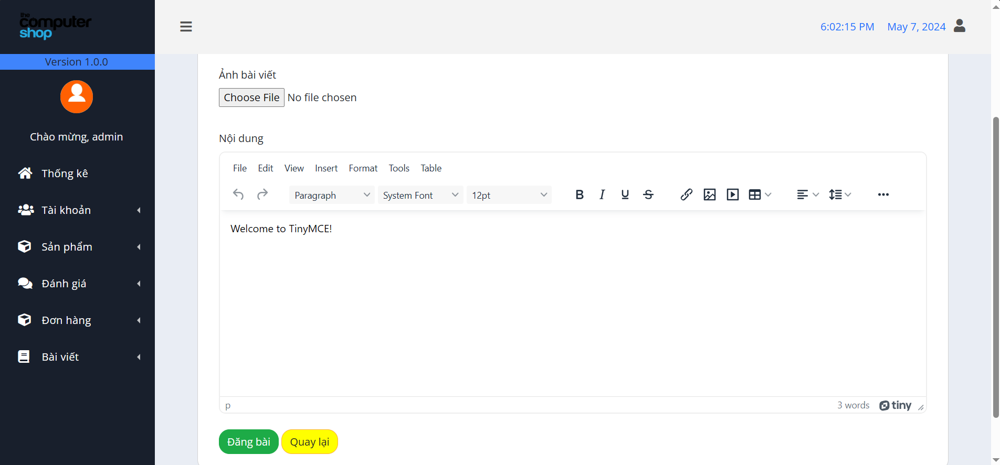 the
computer
shop
6:02:15 PM May 7, 2024
Version 1.0.0
Chào mừng, admin
Thống kê
Tài khoản
Sản phẩm
Đánh giá
Đơn hàng
Bài viết
Ảnh bài viết
Choose File No file chosen
Nội dung
File Edit View Insert Format Tools Table
Paragraph System Font 12pt B I U S
Welcome to TinyMCE!
p 3 words tiny
Đăng bài Quay lại